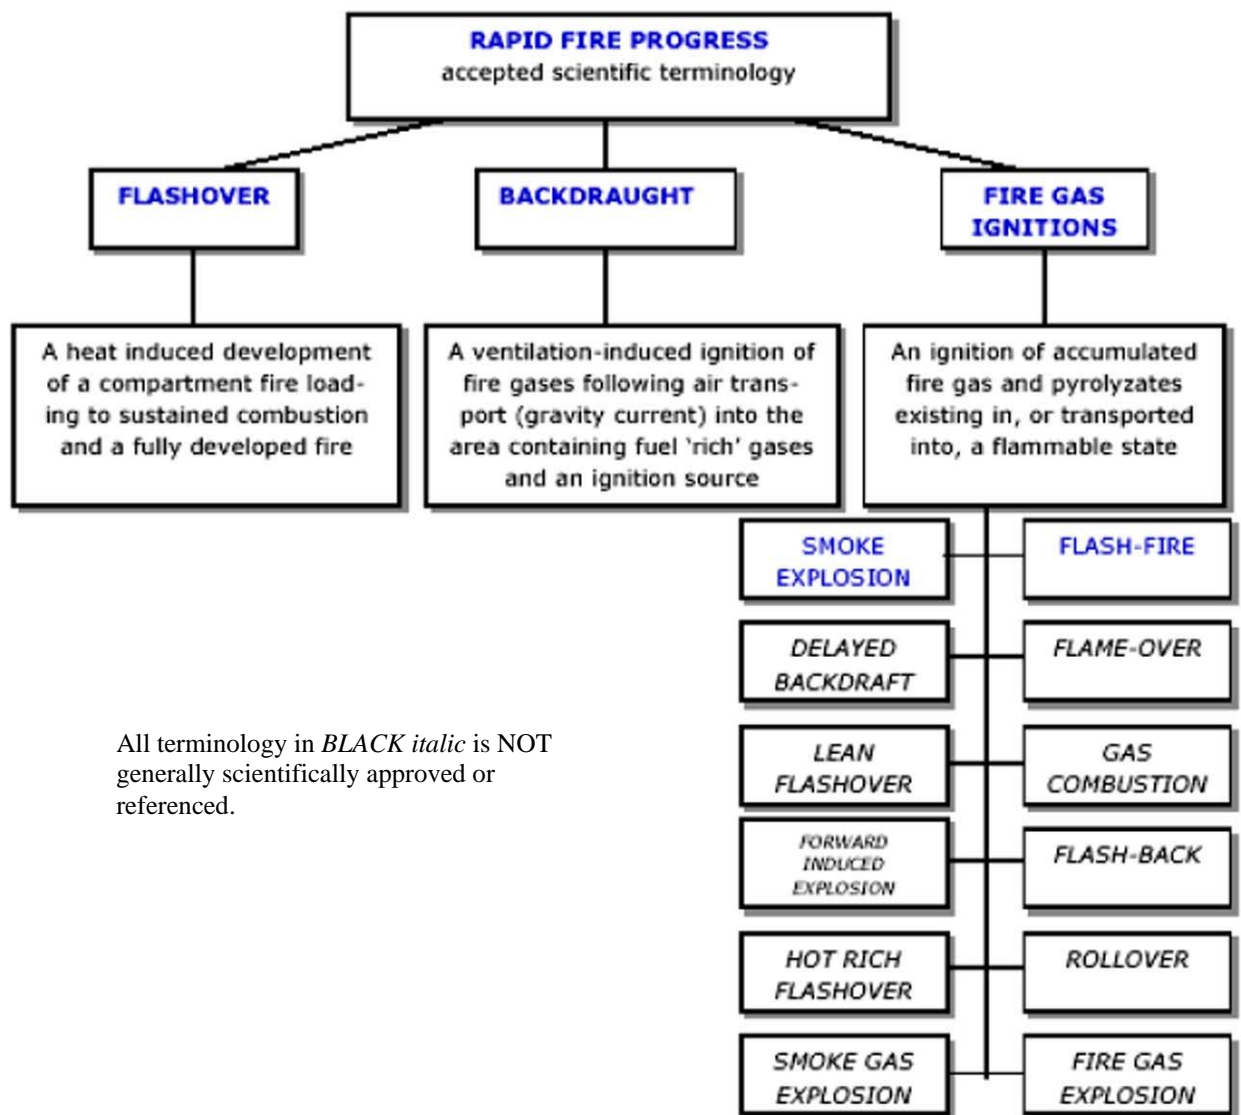 RAPID FIRE PROGRESS
accepted scientific terminology
FLASHOVER
BACKDRAUGHT
FIRE GAS
IGNITIONS
A heat induced development
of a compartment fire load-
ing to sustained combustion
and a fully developed fire
A ventilation-induced ignition of
fire gases following air trans-
port (gravity current) into the
area containing fuel ‘rich’ gases
and an ignition source
An ignition of accumulated
fire gas and pyrolyzates
existing in, or transported
into, a flammable state
SMOKE
EXPLOSION
FLASH-FIRE
DELAYED
BACKDRAFT
FLAME-OVER
All terminology in BLACK italic is NOT
generally scientifically approved or
referenced.
LEAN
FLASHOVER
GAS
COMBUSTION
FORWARD
INDUCED
EXPLOSION
FLASH-BACK
HOT RICH
FLASHOVER
ROLLOVER
SMOKE GAS
EXPLOSION
FIRE GAS
EXPLOSION